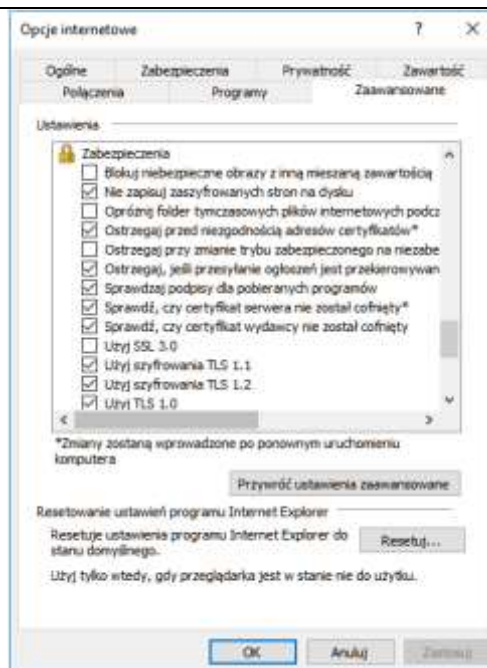 Opcje internetowe ? ×
Ogólne Zabezpieczenia Prywatność Zawartość
Połączenia Programy Zaawansowane
Ustawienia
Zabezpieczenia
Blokuj niebezpieczne obrazy z inną mieszaną zawartością
Nie zapisuj zaszyfrowanych stron na dysku
Opróżnij folder tymczasowych plików internetowych podcz
Ostrzegaj przed niezgodnością adresów certyfikatów*
Ostrzegaj przy zmianie trybu zabezpieczonego na niezabe
Ostrzegaj, jeśli przesyłanie ogłoszeń jest przekierowywan
Sprawdzaj podpisy dla pobieranych programów
Sprawdź, czy certyfikat serwera nie został cofnięty*
Sprawdź, czy certyfikat wydawcy nie został cofnięty
Użyj SSL 3.0
Użyj szyfrowania TLS 1.1
Użyj szyfrowania TLS 1.2
Użyj TLS 1.0
*Zmiany zostaną wprowadzone po ponownym uruchomieniu
komputera
Przywróć ustawienia zaawansowane
Resetowanie ustawień programu Internet Explorer
Resetuje ustawienia programu Internet Explorer do
stanu domyślnego.
Resetuj...
Użyj tylko wtedy, gdy przeglądarka jest w stanie nie do użytku.
OK Anuluj Zastosuj